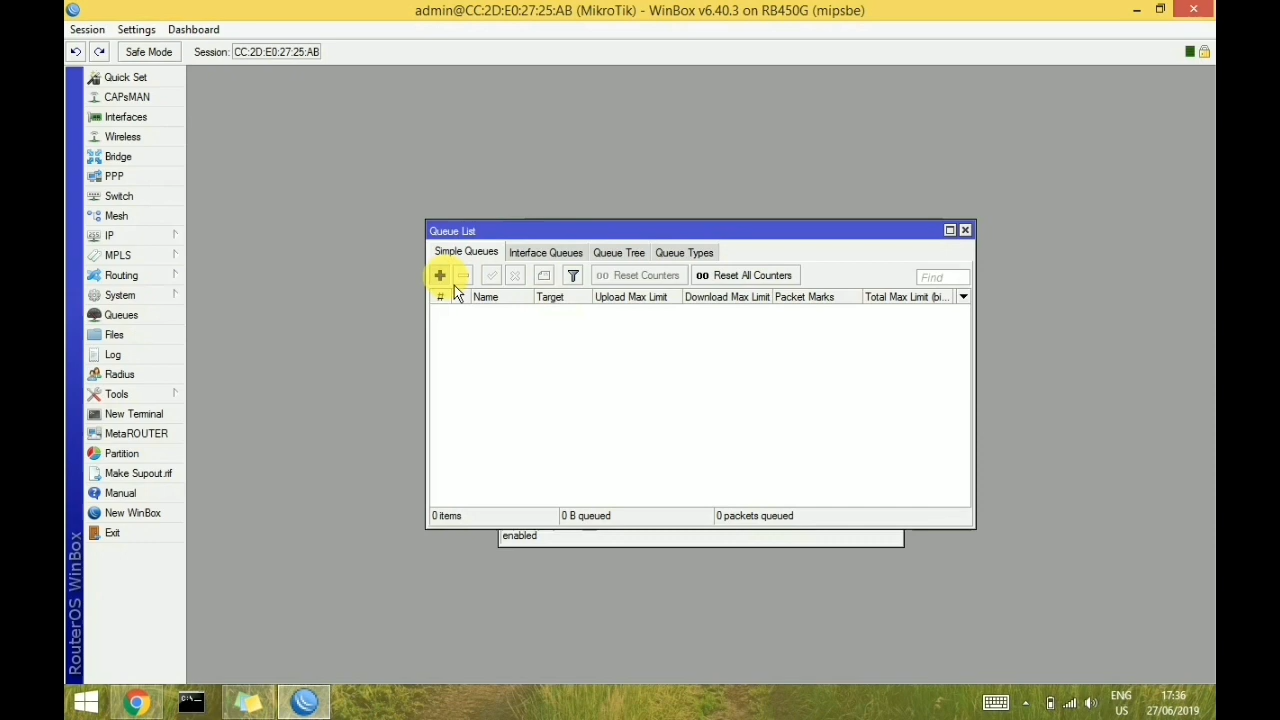 admin@CC:2D:E0:27:25:AB (MikroTik) - WinBox v6.40.3 on RB450G (mipsbe)
Session Settings Dashboard
Safe Mode Session: CC:2D:E0:27:25:AB
Quick Set
CAPsMAN
Interfaces
Wireless
Bridge
PPP
Switch
Mesh
IP
MPLS
Routing
System
Queues
Files
Log
Radius
Tools
New Terminal
MetaROUTER
Partition
Make Supout.rif
Manual
New WinBox
Exit
RouterOS WinBox
Queue List
Simple Queues Interface Queues Queue Tree Queue Types
00 Reset Counters 00 Reset All Counters Find
# Name Target Upload Max Limit Download Max Limit Packet Marks Total Max Limit (bi...
0 items 0 B queued 0 packets queued
enabled
ENG 17:36
US 27/06/2019